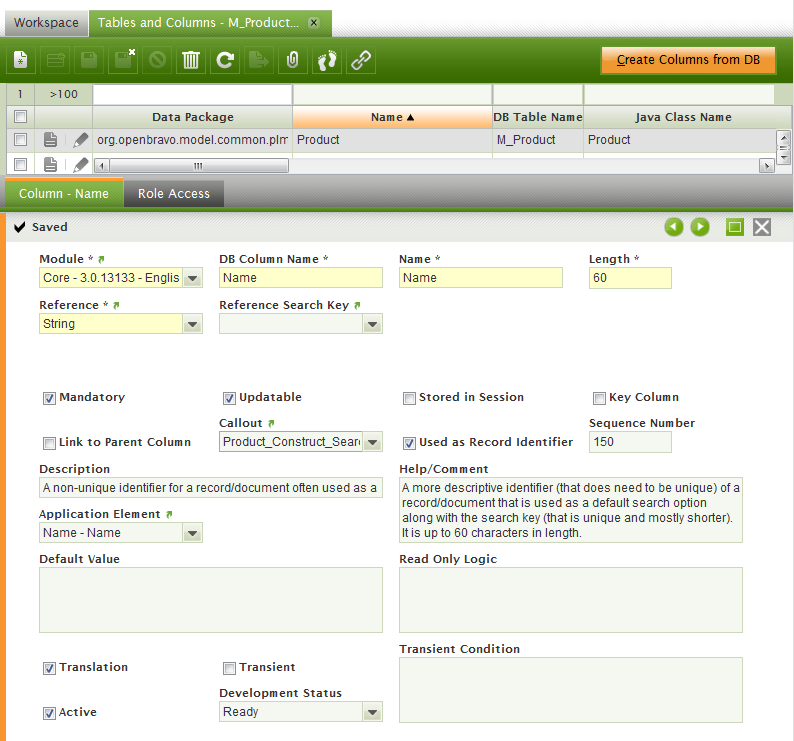 Workspace
Tables and Columns - M_Product...
Create Columns from DB
1 >100
Data Package Name DB Table Name Java Class Name
org.openbravo.model.common.plm Product M_Product Product
Column - Name Role Access
Saved
Module * DB Column Name * Name * Length *
Core - 3.0.13133 - Englis Name Name 60
Reference * Reference Search Key
String
Mandatory Updatable Stored in Session Key Column
Callout Sequence Number
Link to Parent Column Product_Construct_Sear Used as Record Identifier 150
Description Help/Comment
A non-unique identifier for a record/document often used as a
A more descriptive identifier (that does need to be unique) of a
record/document that is used as a default search option
along with the search key (that is unique and mostly shorter).
It is up to 60 characters in length.
Application Element
Name - Name
Default Value Read Only Logic
Translation Transient Transient Condition
Development Status
Active Ready